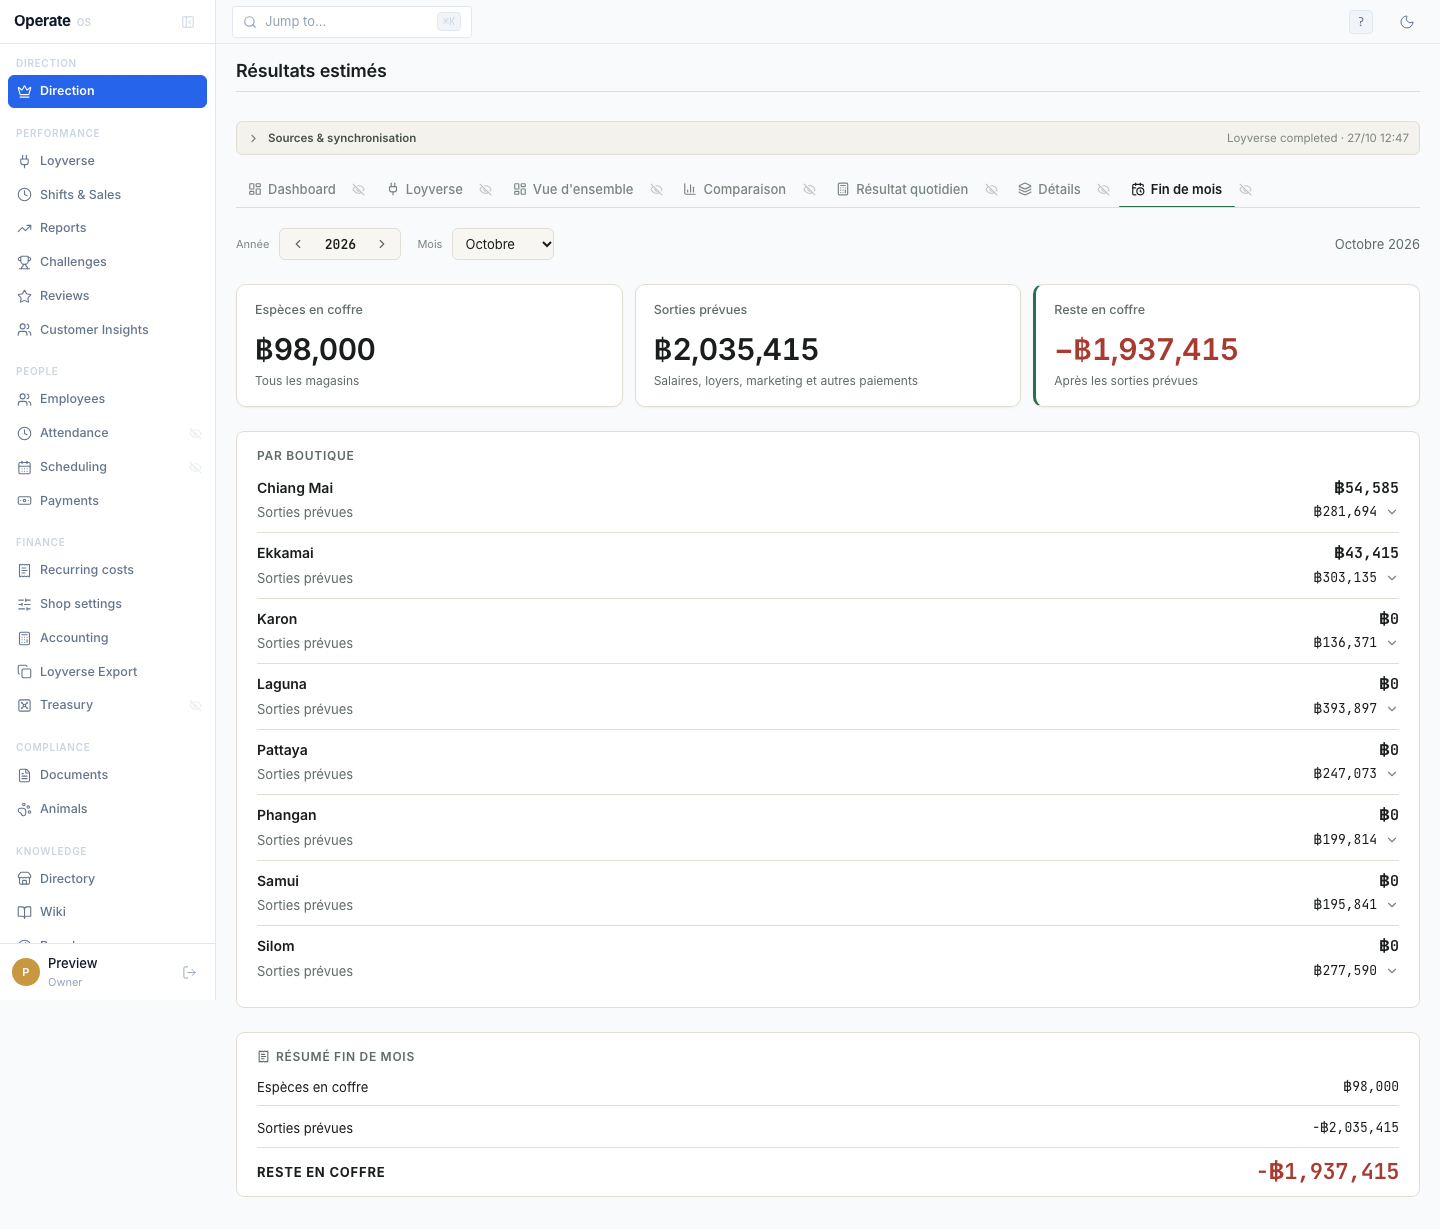 Operate OS
Jump to...
⌘K
?
DIRECTION
Direction
PERFORMANCE
Loyverse
Shifts & Sales
Reports
Challenges
Reviews
Customer Insights
PEOPLE
Employees
Attendance
Scheduling
Payments
FINANCE
Recurring costs
Shop settings
Accounting
Loyverse Export
Treasury
COMPLIANCE
Documents
Animals
KNOWLEDGE
Directory
Wiki
P
Preview
Owner
Résultats estimés
Sources & synchronisation
Loyverse completed · 27/10 12:47
Dashboard
Loyverse
Vue d'ensemble
Comparaison
Résultat quotidien
Détails
Fin de mois
Année
2026
Mois
Octobre
Octobre 2026
Espèces en coffre
฿98,000
Tous les magasins
Sorties prévues
฿2,035,415
Salaires, loyers, marketing et autres paiements
Reste en coffre
−฿1,937,415
Après les sorties prévues
PAR BOUTIQUE
Chiang Mai ฿54,585
Sorties prévues ฿281,694
Ekkamai ฿43,415
Sorties prévues ฿303,135
Karon ฿0
Sorties prévues ฿136,371
Laguna ฿0
Sorties prévues ฿393,897
Pattaya ฿0
Sorties prévues ฿247,073
Phangan ฿0
Sorties prévues ฿199,814
Samui ฿0
Sorties prévues ฿195,841
Silom ฿0
Sorties prévues ฿277,590
RÉSUMÉ FIN DE MOIS
Espèces en coffre ฿98,000
Sorties prévues -฿2,035,415
RESTE EN COFFRE -฿1,937,415